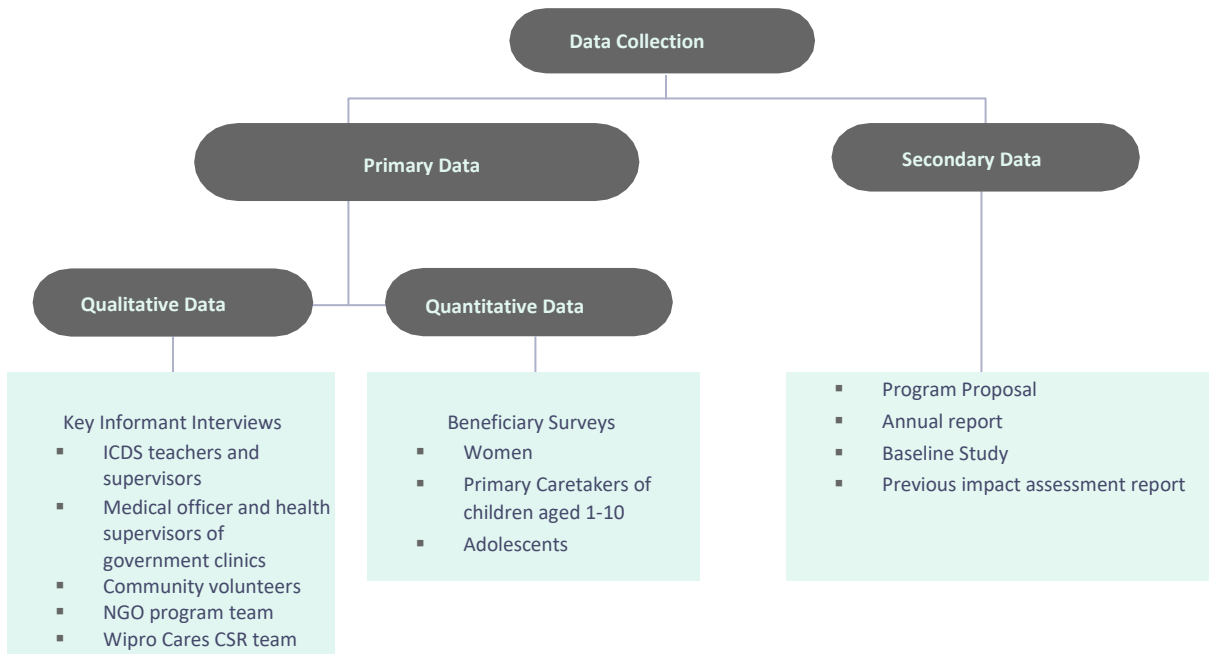 Data Collection
Primary Data
Secondary Data
Qualitative Data
Quantitative Data
Key Informant Interviews
▪ ICDS teachers and
supervisors
▪ Medical officer and health
supervisors of
government clinics
▪ Community volunteers
▪ NGO program team
▪ Wipro Cares CSR team
Beneficiary Surveys
▪ Women
▪ Primary Caretakers of
children aged 1-10
▪ Adolescents
▪ Program Proposal
▪ Annual report
▪ Baseline Study
▪ Previous impact assessment report